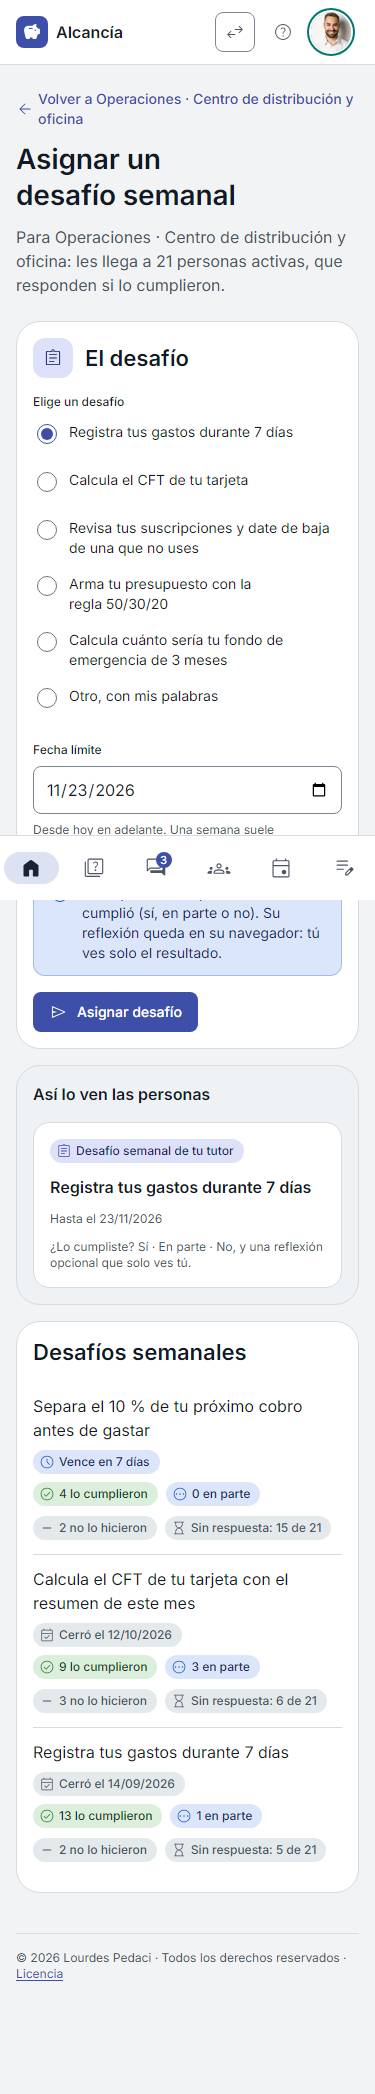 Alcancía
Volver a Operaciones · Centro de distribución y
oficina
Asignar un
desafío semanal
Para Operaciones · Centro de distribución y
oficina: les llega a 21 personas activas, que
responden si lo cumplieron.
El desafío
Elige un desafío
Registra tus gastos durante 7 días
Calcula el CFT de tu tarjeta
Revisa tus suscripciones y date de baja
de una que no uses
Arma tu presupuesto con la
regla 50/30/20
Calcula cuánto sería tu fondo de
emergencia de 3 meses
Otro, con mis palabras
Fecha límite
11/23/2026
Desde hoy en adelante. Una semana suele
3
cumplió (sí, en parte o no). Su
reflexión queda en su navegador: tú
ves solo el resultado.
Asignar desafío
Así lo ven las personas
Desafío semanal de tu tutor
Registra tus gastos durante 7 días
Hasta el 23/11/2026
¿Lo cumpliste? Sí · En parte · No, y una reflexión
opcional que solo ves tú.
Desafíos semanales
Separa el 10 % de tu próximo cobro
antes de gastar
Vence en 7 días
4 lo cumplieron
0 en parte
2 no lo hicieron
Sin respuesta: 15 de 21
Calcula el CFT de tu tarjeta con el
resumen de este mes
Cerró el 12/10/2026
9 lo cumplieron
3 en parte
3 no lo hicieron
Sin respuesta: 6 de 21
Registra tus gastos durante 7 días
Cerró el 14/09/2026
13 lo cumplieron
1 en parte
2 no lo hicieron
Sin respuesta: 5 de 21
© 2026 Lourdes Pedaci · Todos los derechos reservados ·
Licencia